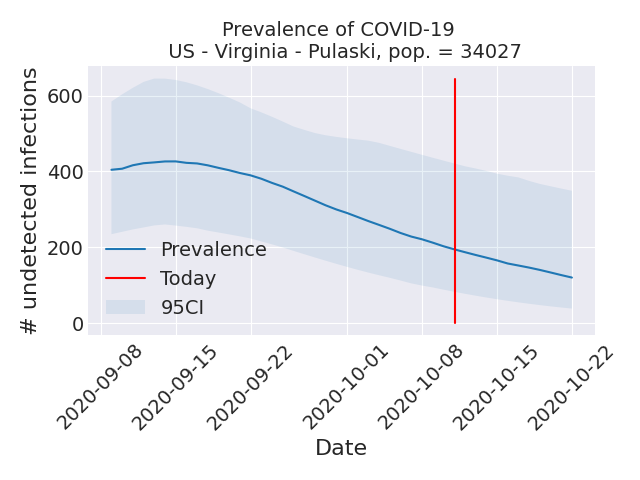 Prevalence of COVID-19
US - Virginia - Pulaski, pop. = 34027
# undetected infections
600
400
200
0
Prevalence
Today
95CI
2020-09-08
2020-09-15
2020-09-22
2020-10-01
2020-10-08
2020-10-15
2020-10-22
Date